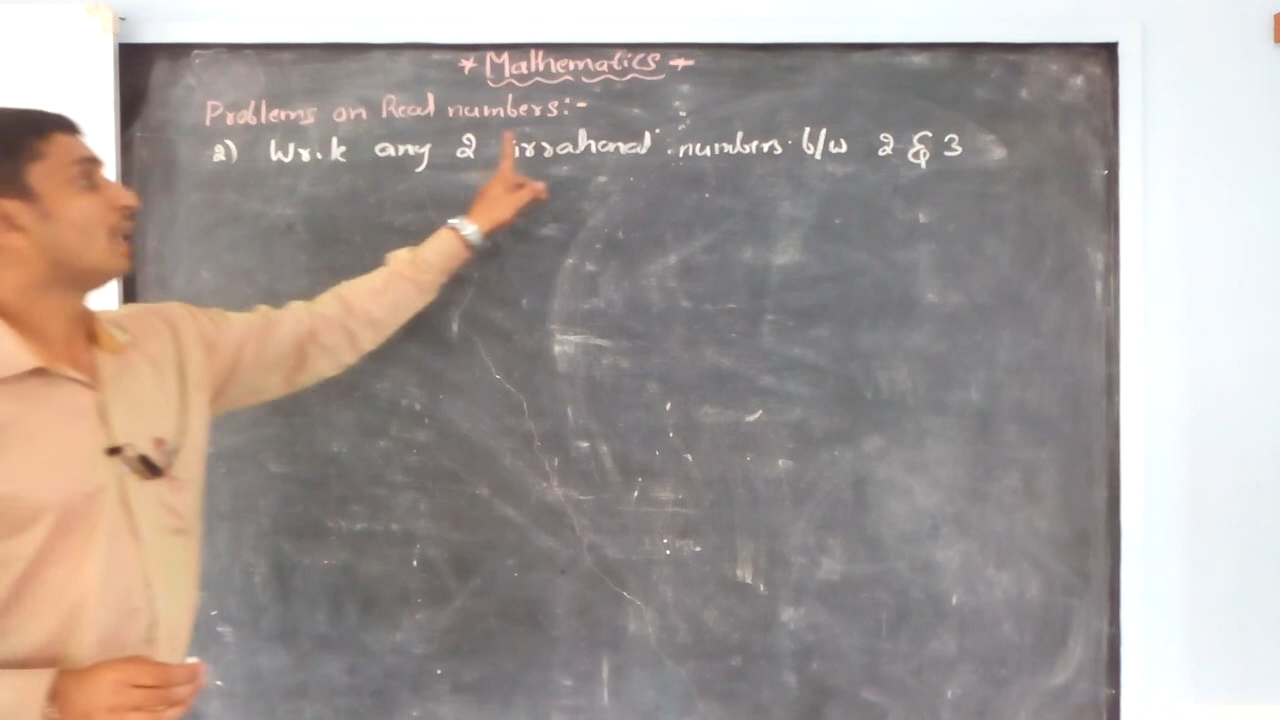 * Mathematics *
Problems on Real numbers:-
2) Write any 2 irrational numbers b/w 2 & 3